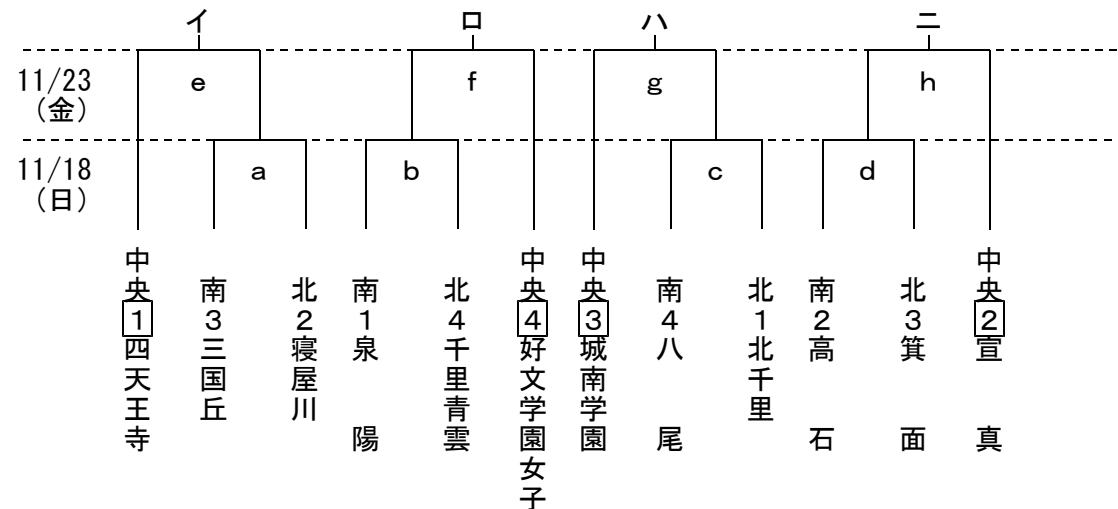 イ ロ ハ ニ
11/23
（金）
e f g h
11/18
（日）
a b c d
中央1四天王寺
南3三国丘
北2寝屋川
南1泉 陽
北4千里青雲
中央4好文学園女子
中央3城南学園
南4八 尾
北1北千里
南2高 石
北3箕 面
中央2宣 真